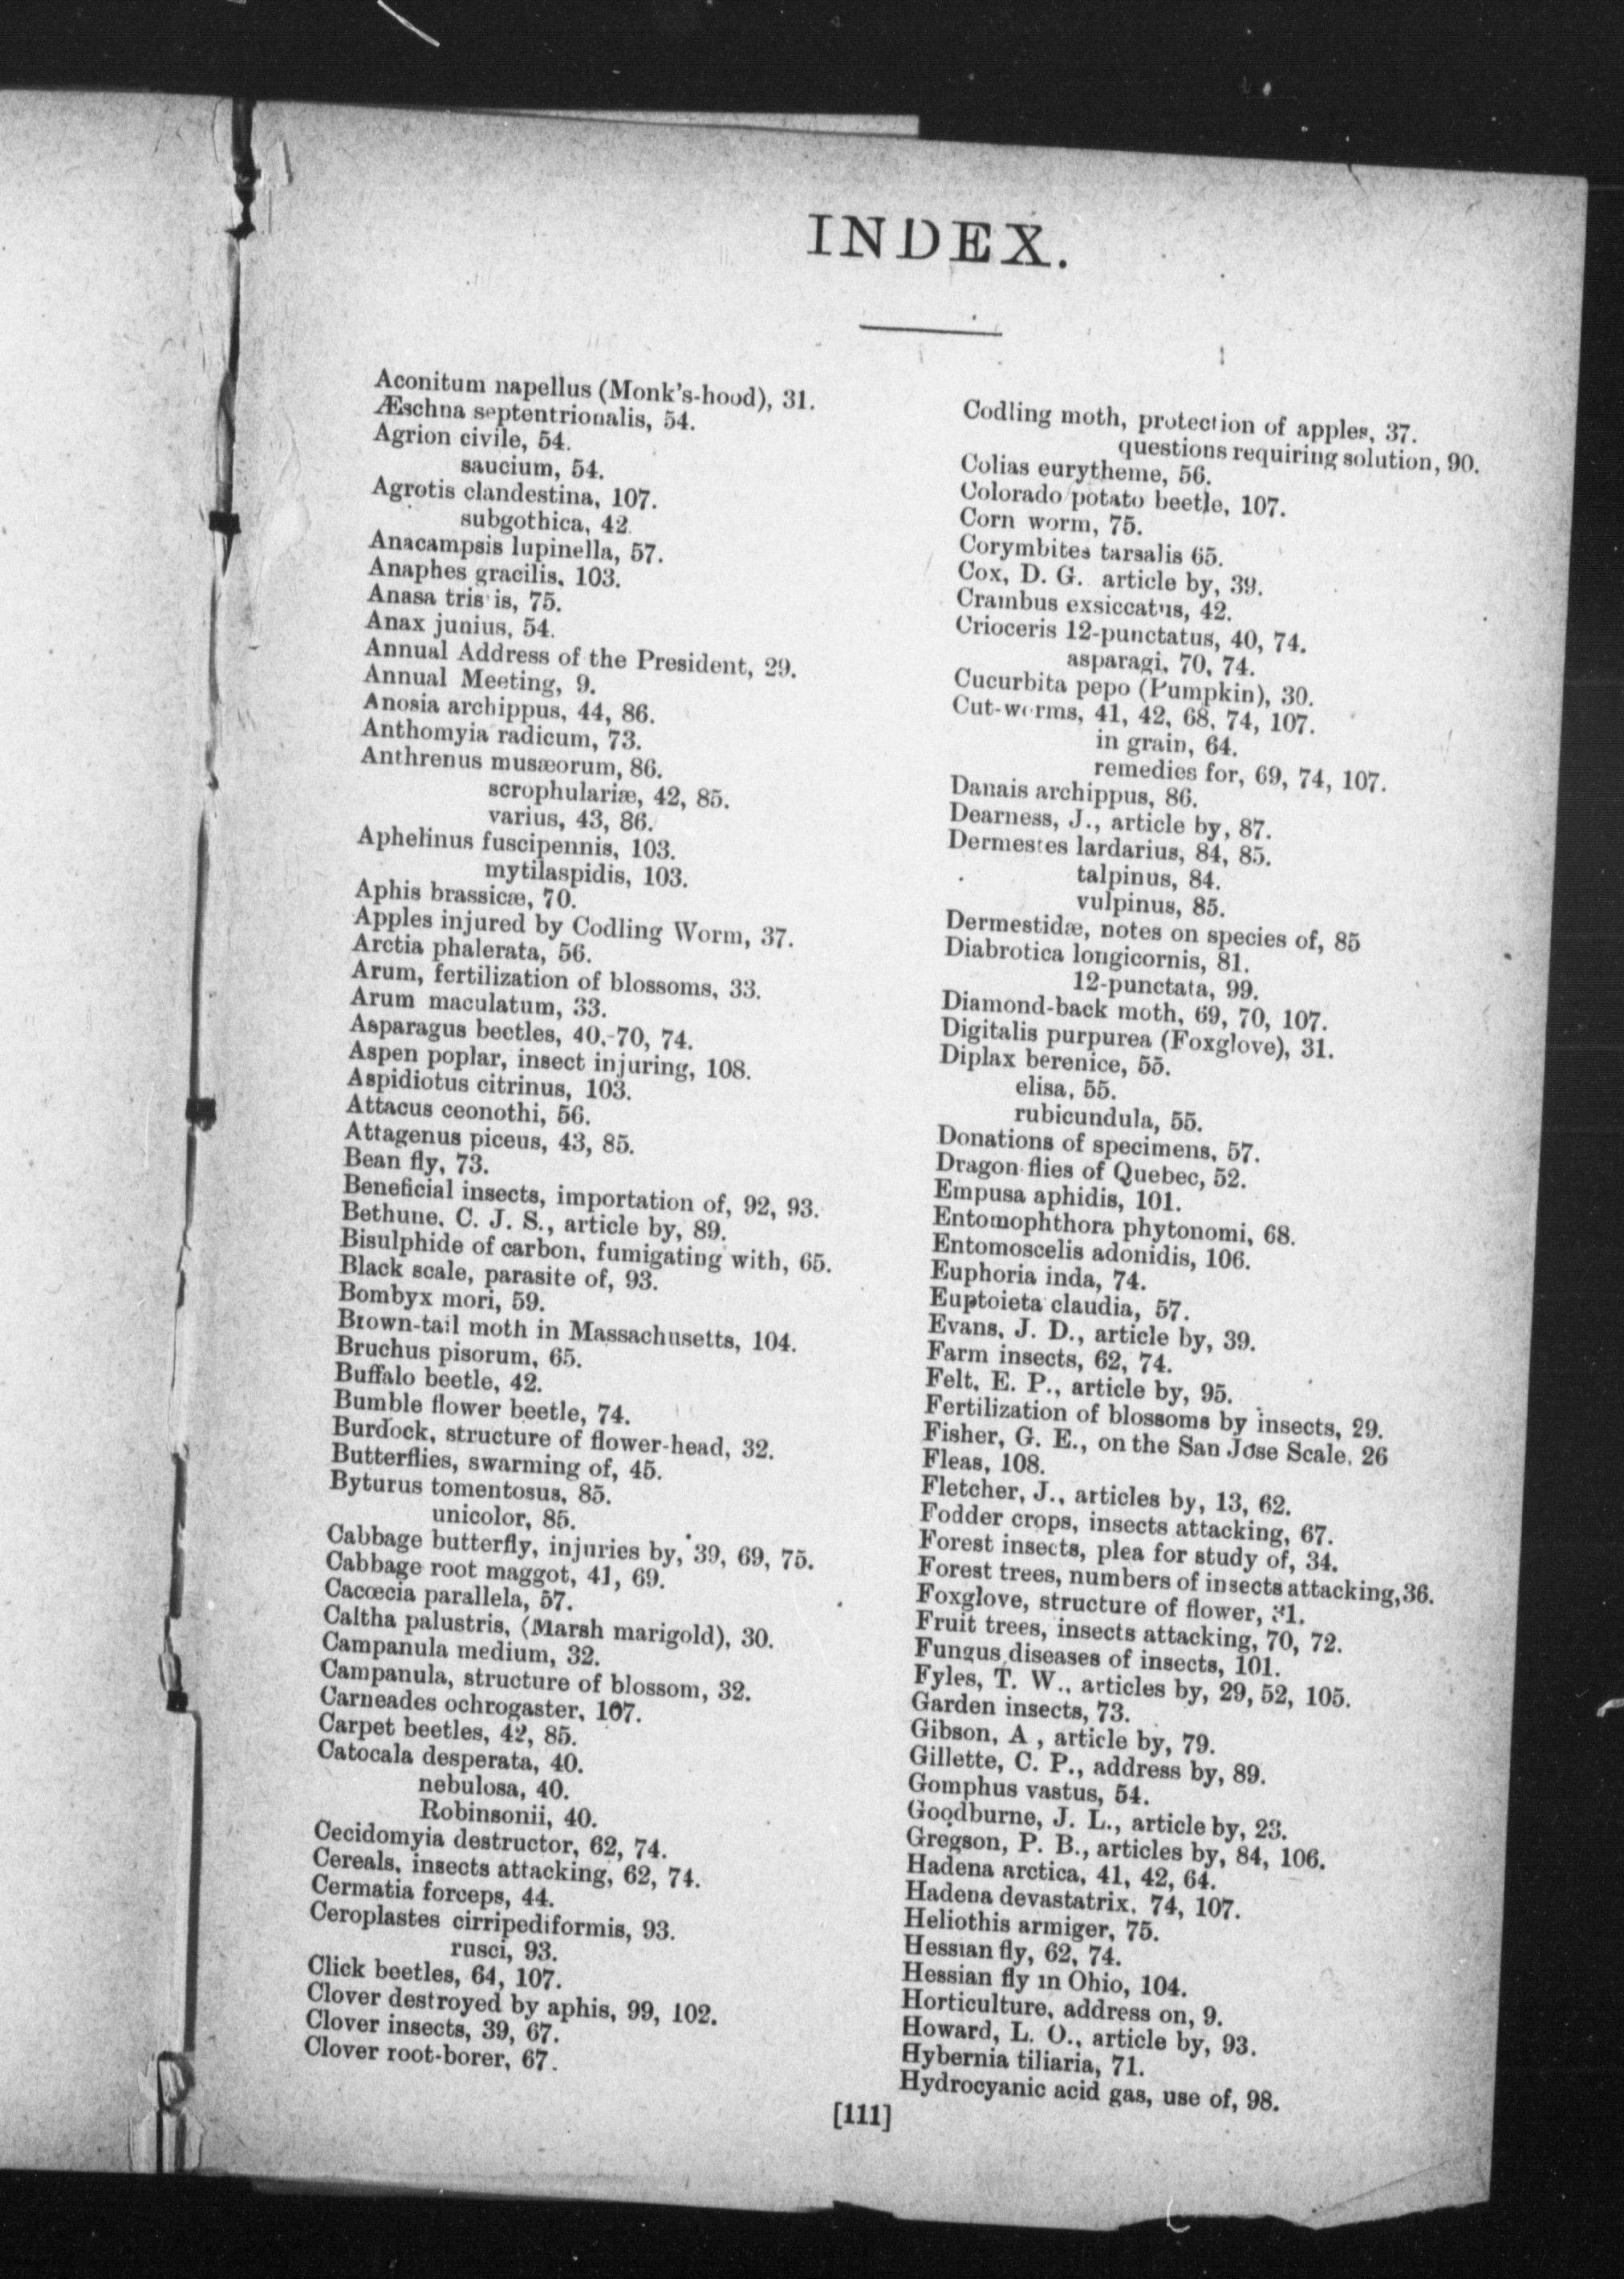 INDEX.
Aconitum napellus (Monk's-hood), 31.
Æschna septentrionalis, 54.
Agrion civile, 54.
saucium, 54.
Agrotis clandestina, 107.
subgothica, 42.
Anacampsis lupinella, 57.
Anaphes gracilis, 103.
Anasa tris is, 75.
Anax junius, 54.
Annual Address of the President, 29.
Annual Meeting, 9.
Anosia archippus, 44, 86.
Anthomyia radicum, 73.
Anthrenus musæorum, 86.
scrophulariæ, 42, 85.
varius, 43, 86.
Aphelinus fuscipennis, 103.
mytilaspidis, 103.
Aphis brassicæ, 70.
Apples injured by Codling Worm, 37.
Arctia phalerata, 56.
Arum, fertilization of blossoms, 33.
Arum maculatum, 33.
Asparagus beetles, 40, 70, 74.
Aspen poplar, insect injuring, 108.
Aspidiotus citrinus, 103.
Attacus ceonothi, 56.
Attagenus piceus, 43, 85.
Bean fly, 73.
Beneficial insects, importation of, 92, 93.
Bethune, C. J. S., article by, 89.
Bisulphide of carbon, fumigating with, 65.
Black scale, parasite of, 93.
Bombyx mori, 59.
Brown-tail moth in Massachusetts, 104.
Bruchus pisorum, 65.
Buffalo beetle, 42.
Bumble flower beetle, 74.
Burdock, structure of flower-head, 32.
Butterflies, swarming of, 45.
Byturus tomentosus, 85.
unicolor, 85.
Cabbage butterfly, injuries by, 39, 69, 75.
Cabbage root maggot, 41, 69.
Cacœcia parallela, 57.
Caltha palustris, (Marsh marigold), 30.
Campanula medium, 32.
Campanula, structure of blossom, 32.
Carneades ochrogaster, 107.
Carpet beetles, 42, 85.
Catocala desperata, 40.
nebulosa, 40.
Robinsonii, 40.
Cecidomyia destructor, 62, 74.
Cereals, insects attacking, 62, 74.
Cermatia forceps, 44.
Ceroplastes cirripediformis, 93.
rusci, 93.
Click beetles, 64, 107.
Clover destroyed by aphis, 99, 102.
Clover insects, 39, 67.
Clover root-borer, 67.
Codling moth, protection of apples, 37.
questions requiring solution, 90.
Colias eurytheme, 56.
Colorado potato beetle, 107.
Corn worm, 75.
Corymbites tarsalis 65.
Cox, D. G. article by, 39.
Crambus exsiccatus, 42.
Crioceris 12-punctatus, 40, 74.
asparagi, 70, 74.
Cucurbita pepo (Pumpkin), 30.
Cut-worms, 41, 42, 68, 74, 107.
in grain, 64.
remedies for, 69, 74, 107.
Danais archippus, 86.
Dearness, J., article by, 87.
Dermestes lardarius, 84, 85.
talpinus, 84.
vulpinus, 85.
Dermestidæ, notes on species of, 85
Diabrotica longicornis, 81.
12-punctata, 99.
Diamond-back moth, 69, 70, 107.
Digitalis purpurea (Foxglove), 31.
Diplax berenice, 55.
elisa, 55.
rubicundula, 55.
Donations of specimens, 57.
Dragon flies of Quebec, 52.
Empusa aphidis, 101.
Entomophthora phytonomi, 68.
Entomoscelis adonidis, 106.
Euphoria inda, 74.
Euptoieta claudia, 57.
Evans, J. D., article by, 39.
Farm insects, 62, 74.
Felt, E. P., article by, 95.
Fertilization of blossoms by insects, 29.
Fisher, G. E., on the San Jose Scale, 26
Fleas, 108.
Fletcher, J., articles by, 13, 62.
Fodder crops, insects attacking, 67.
Forest insects, plea for study of, 34.
Forest trees, numbers of insects attacking, 36.
Foxglove, structure of flower, 31.
Fruit trees, insects attacking, 70, 72.
Fungus diseases of insects, 101.
Fyles, T. W., articles by, 29, 52, 105.
Garden insects, 73.
Gibson, A , article by, 79.
Gillette, C. P., address by, 89.
Gomphus vastus, 54.
Goodburne, J. L., article by, 23.
Gregson, P. B., articles by, 84, 106.
Hadena arctica, 41, 42, 64.
Hadena devastatrix, 74, 107.
Heliothis armiger, 75.
Hessian fly, 62, 74.
Hessian fly in Ohio, 104.
Horticulture, address on, 9.
Howard, L. O., article by, 93.
Hybernia tiliaria, 71.
Hydrocyanic acid gas, use of, 98.
[111]